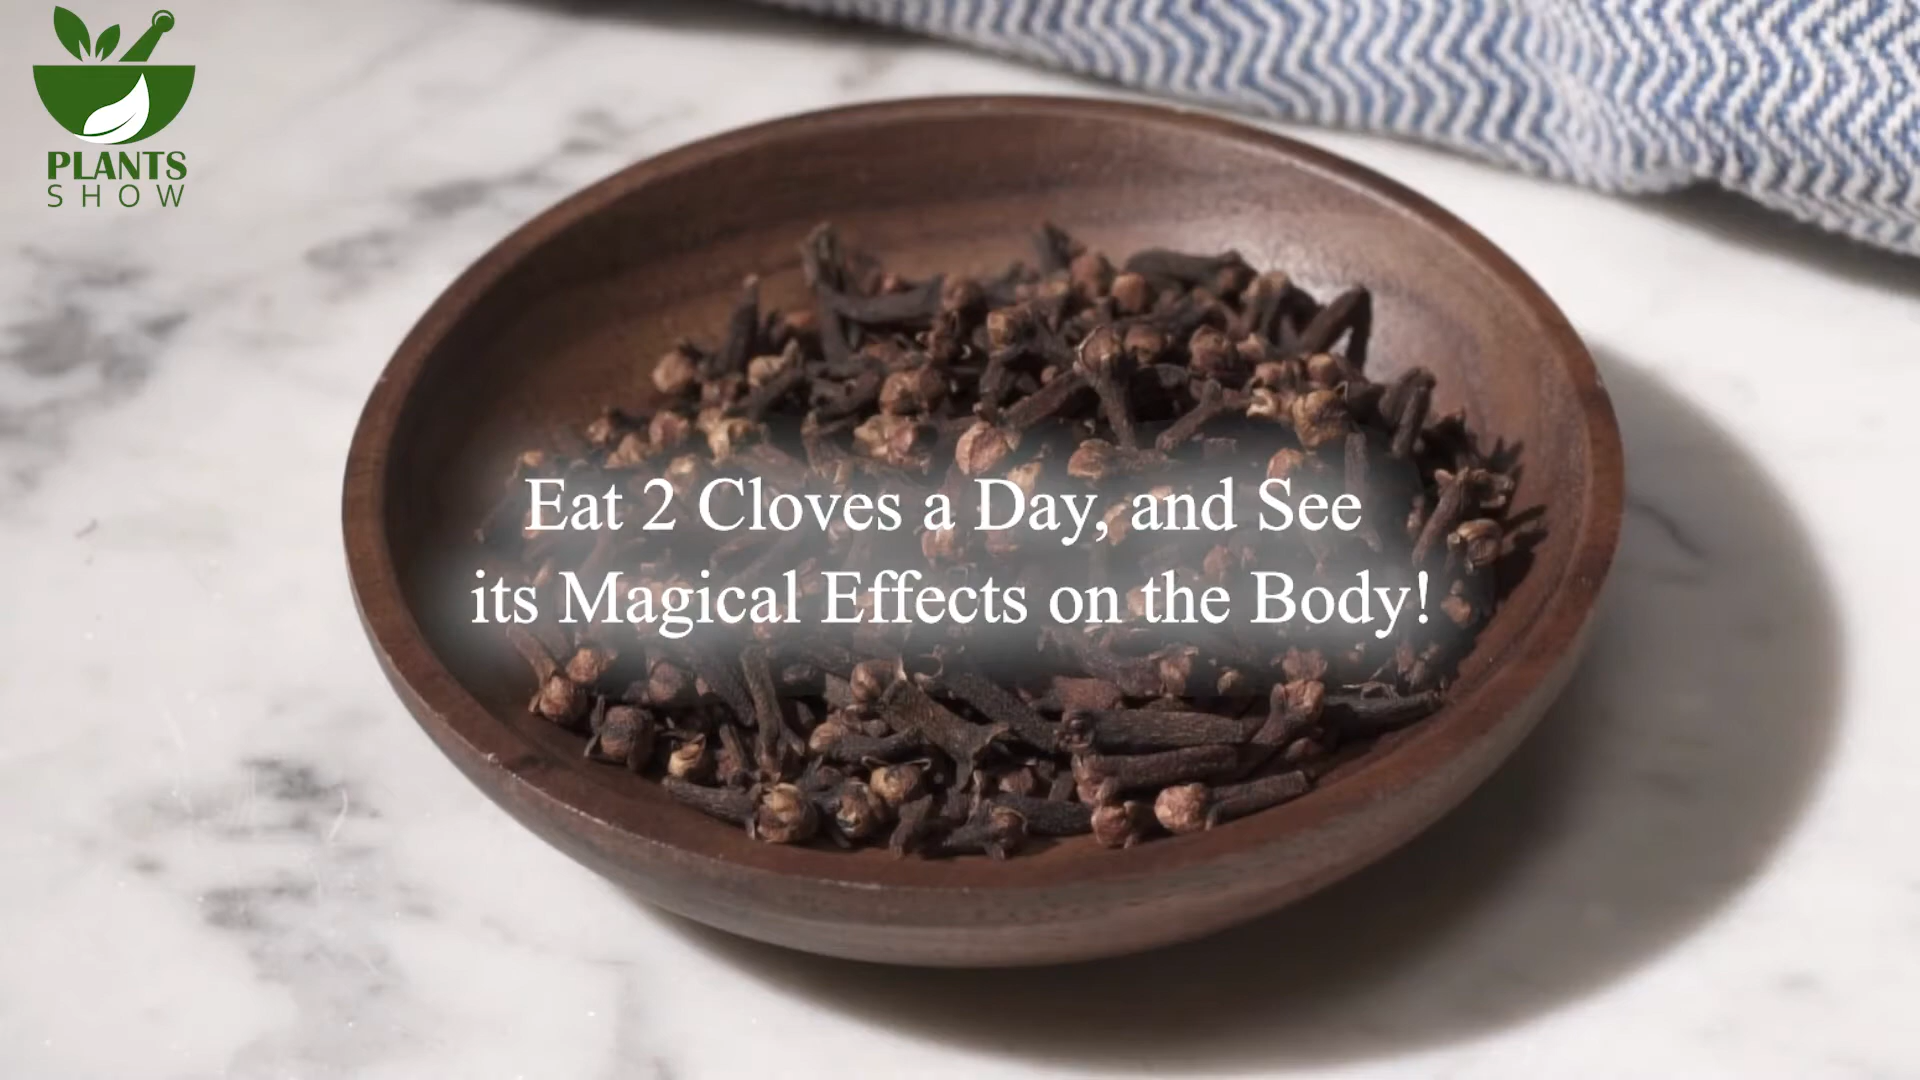 PLANTS
SHOW
Eat 2 Cloves a Day, and See
its Magical Effects on the Body!